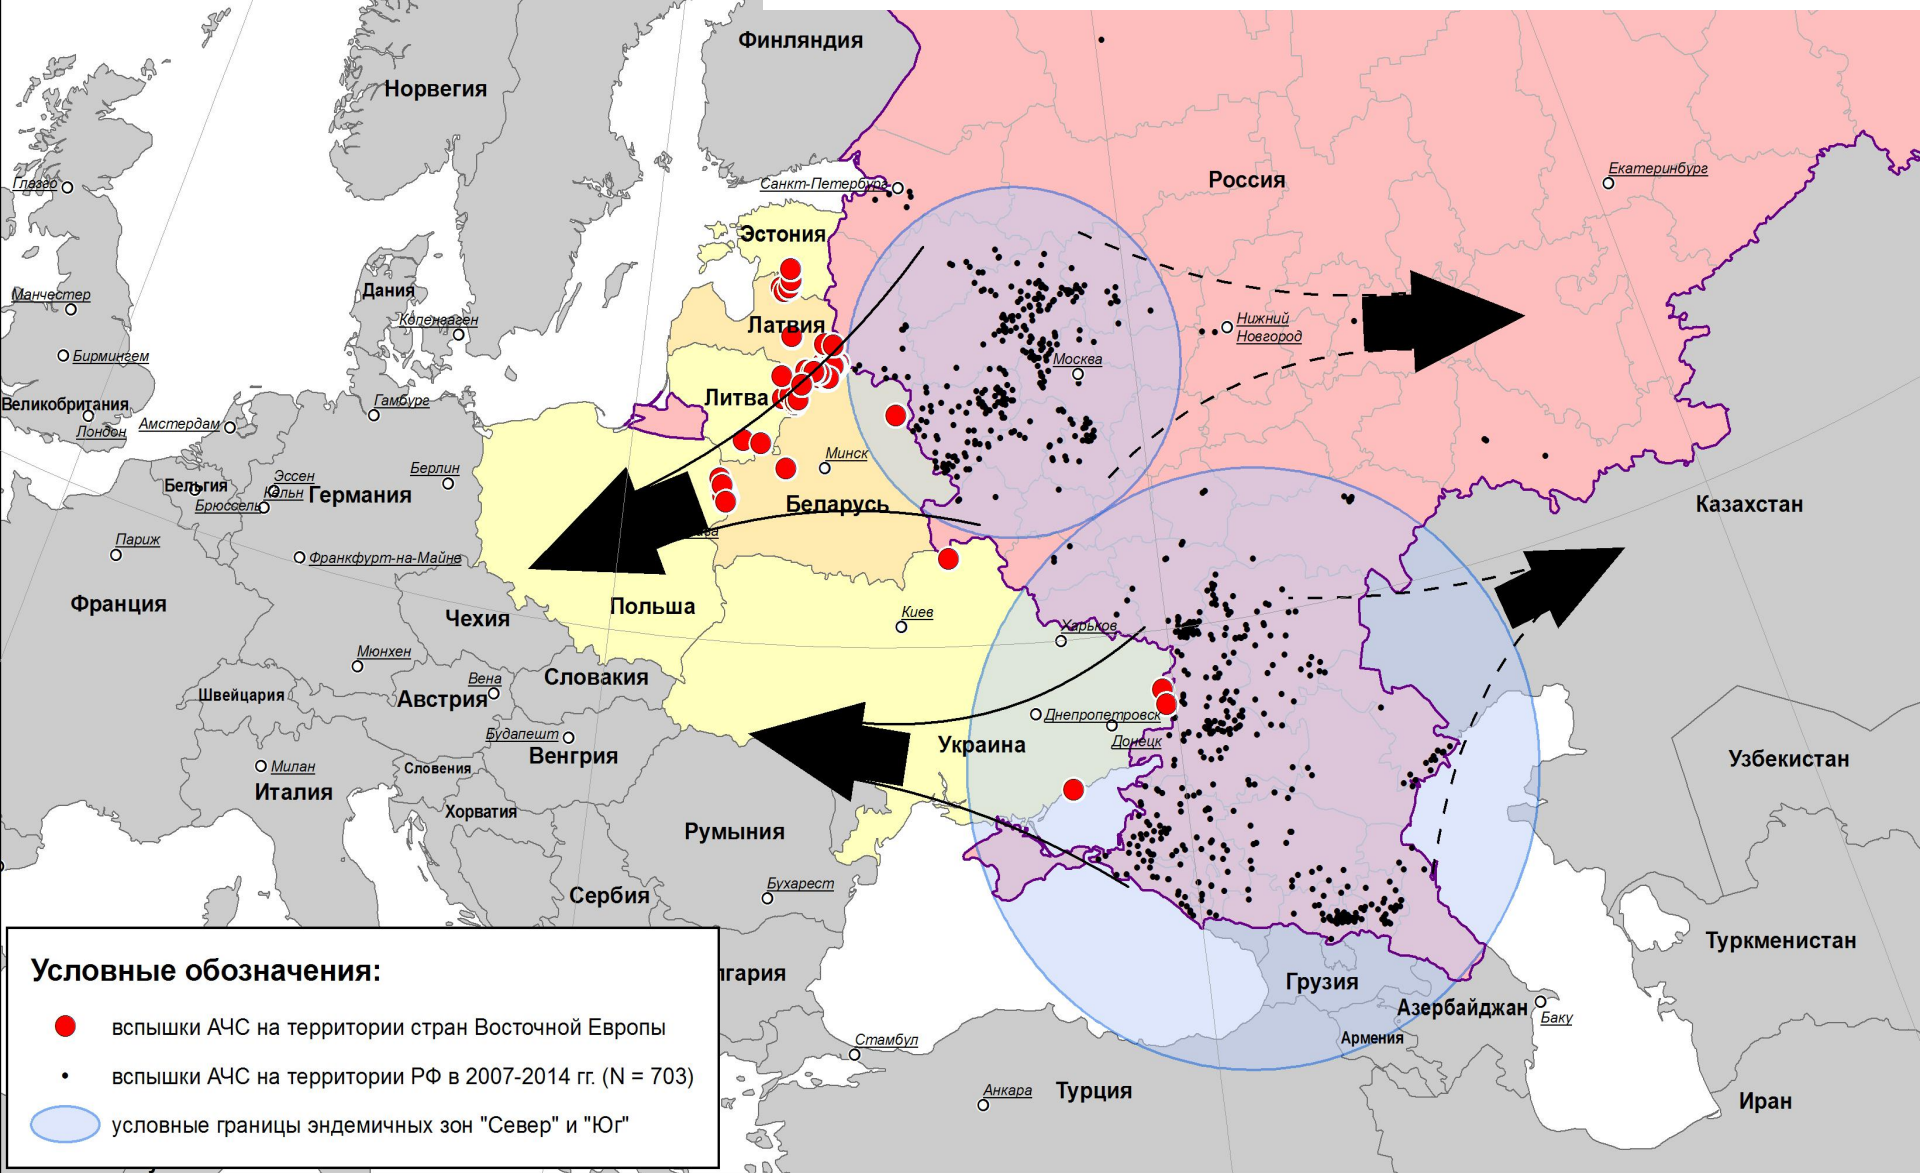 Финляндия
Норвегия
Россия
Екатеринбург
Глазго
Санкт-Петербург
Эстония
Дания
Манчестер
Копенгаген
Латвия
Нижний
Новгород
Бирмингем
Москва
Великобритания
Лондон
Амстердам
Гамбург
Литва
Минск
Берлин
Эссен
Бельгия
Кельн
Германия
Брюссель
Беларусь
Казахстан
Париж
Франкфурт-на-Майне
Франция
Чехия
Польша
Киев
Харьков
Мюнхен
Вена
Словакия
Швейцария
Австрия
Днепропетровск
Будапешт
Донецк
Украина
Венгрия
Милан
Словения
Узбекистан
Италия
Хорватия
Румыния
Бухарест
Сербия
Туркменистан
лгария
Грузия
Азербайджан
Баку
Армения
Стамбул
Анкара
Турция
Иран
Условные обозначения:
вспышки АЧС на территории стран Восточной Европы
вспышки АЧС на территории РФ в 2007-2014 гг. (N = 703)
условные границы эндемичных зон "Север" и "Юг"